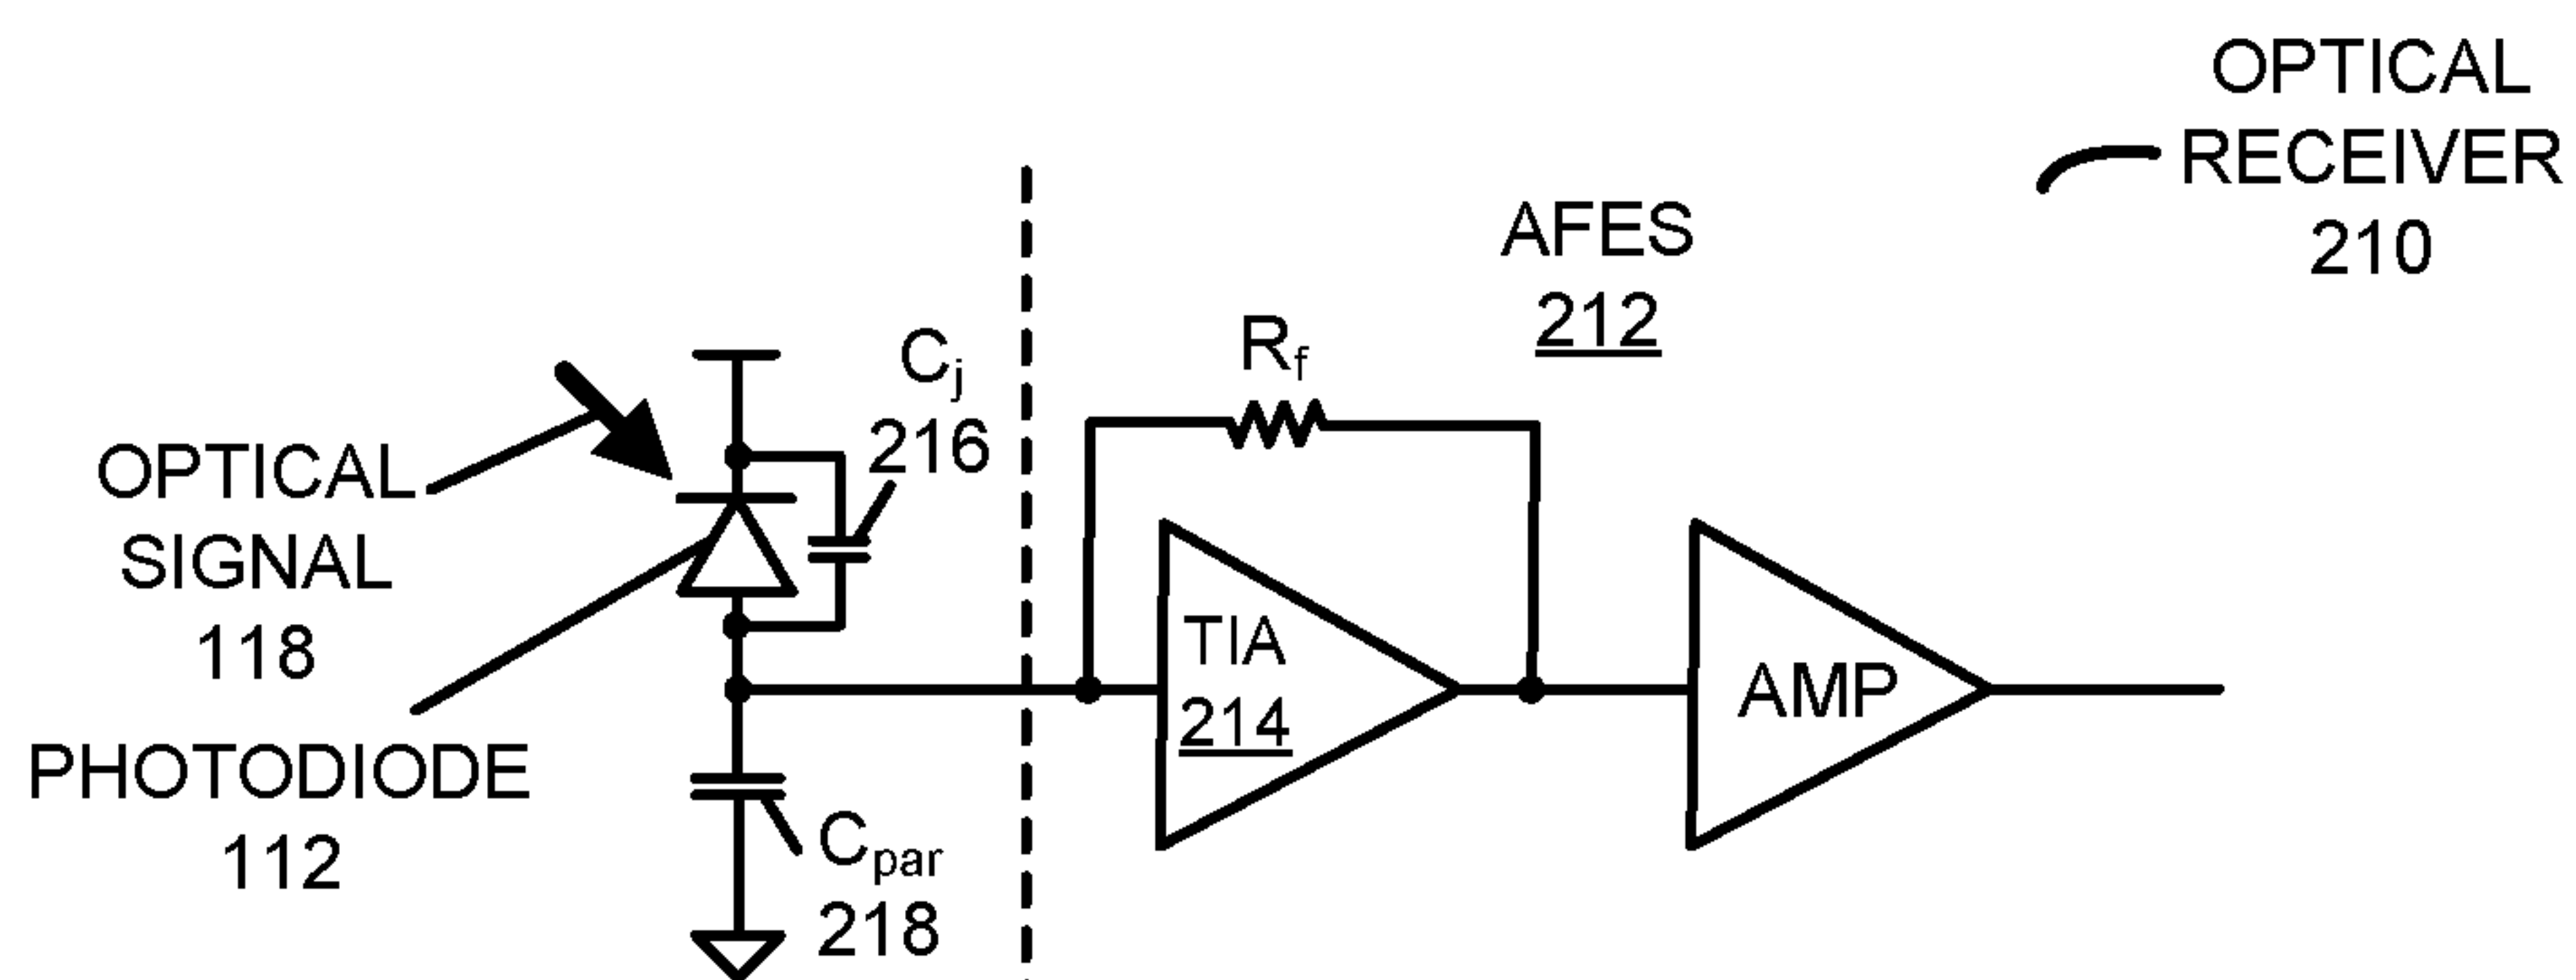 OPTICAL
RECEIVER
210
AFES
212
Rf
Cj
216
OPTICAL
SIGNAL
118
PHOTODIODE
112
Cpar
218
TIA
214
AMP